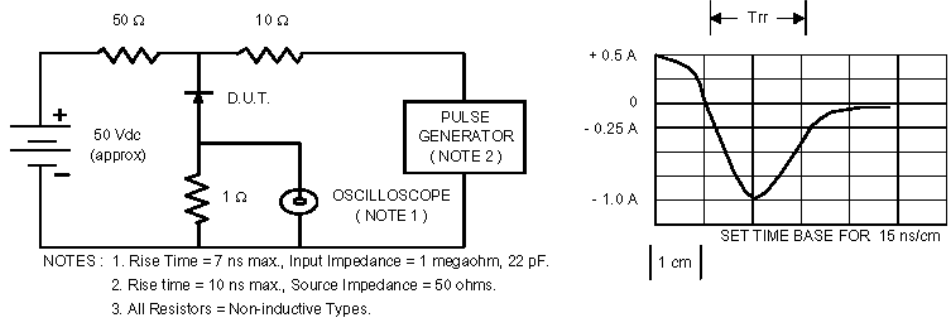 50 Ω
10 Ω
D.U.T.
+
50 Vdc
(approx)
−
1 Ω
PULSE
GENERATOR
( NOTE 2 )
OSCILLOSCOPE
( NOTE 1 )
NOTES : 1. Rise Time = 7 ns max., Input Impedance = 1 megaohm, 22 pF.
2. Rise time = 10 ns max., Source Impedance = 50 ohms.
3. All Resistors = Non-inductive Types.
Trr
+ 0.5 A
0
- 0.25 A
- 1.0 A
SET TIME BASE FOR 15 ns/cm
1 cm